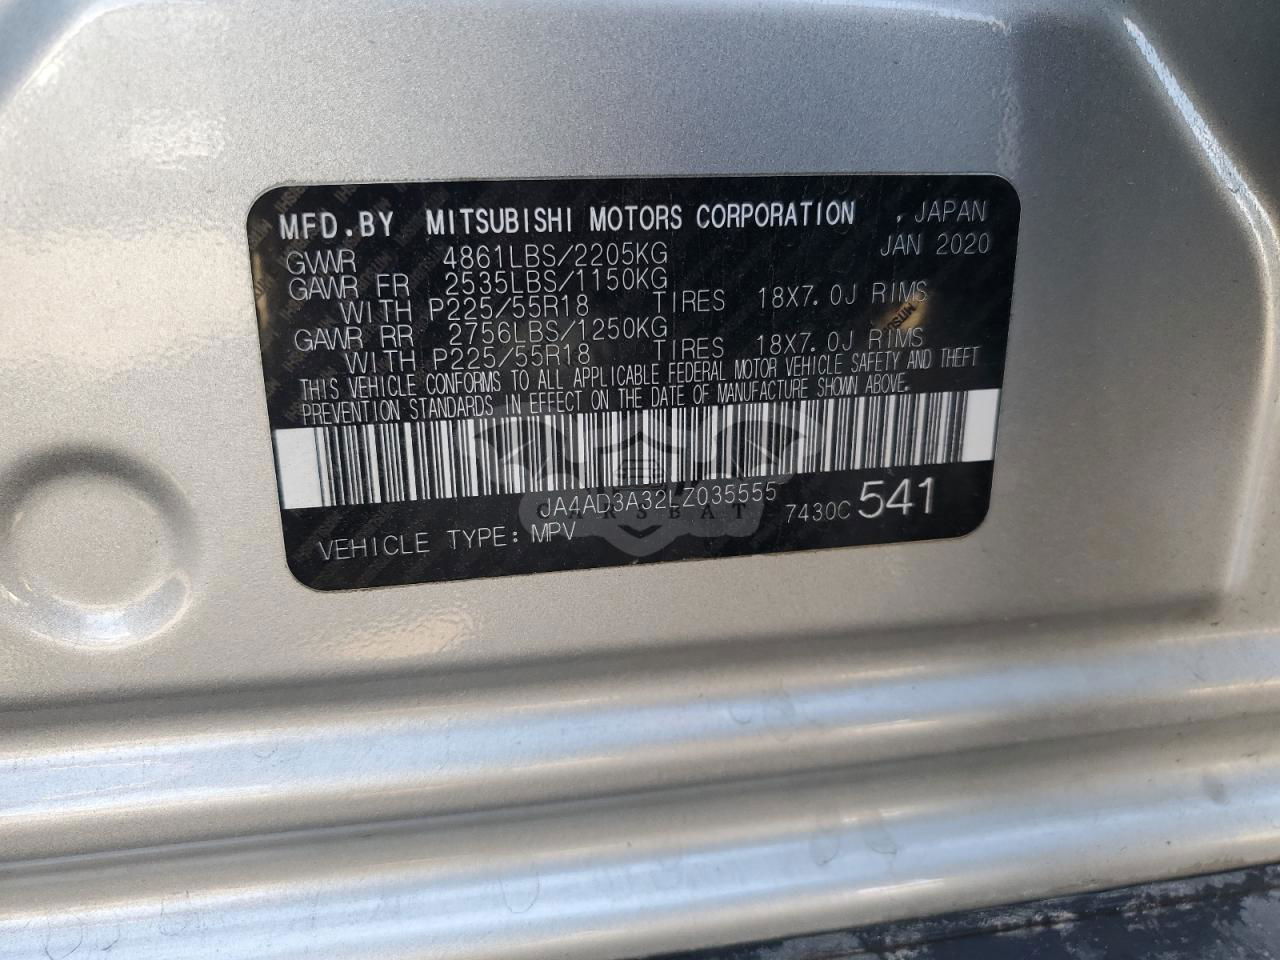 MFD.BY MITSUBISHI MOTORS CORPORATION , JAPAN
GVWR 4861LBS/2205KG JAN 2020
GAWR FR 2535LBS/1150KG
WITH P225/55R18 TIRES 18X7.0J RIMS
GAWR RR 2756LBS/1250KG
WITH P225/55R18 TIRES 18X7.0J RIMS
THIS VEHICLE CONFORMS TO ALL APPLICABLE FEDERAL MOTOR VEHICLE SAFETY AND THEFT
PREVENTION STANDARDS IN EFFECT ON THE DATE OF MANUFACTURE SHOWN ABOVE.
JA4AD3A32LZ035555
CARSBAT
7430C 541
VEHICLE TYPE: MPV